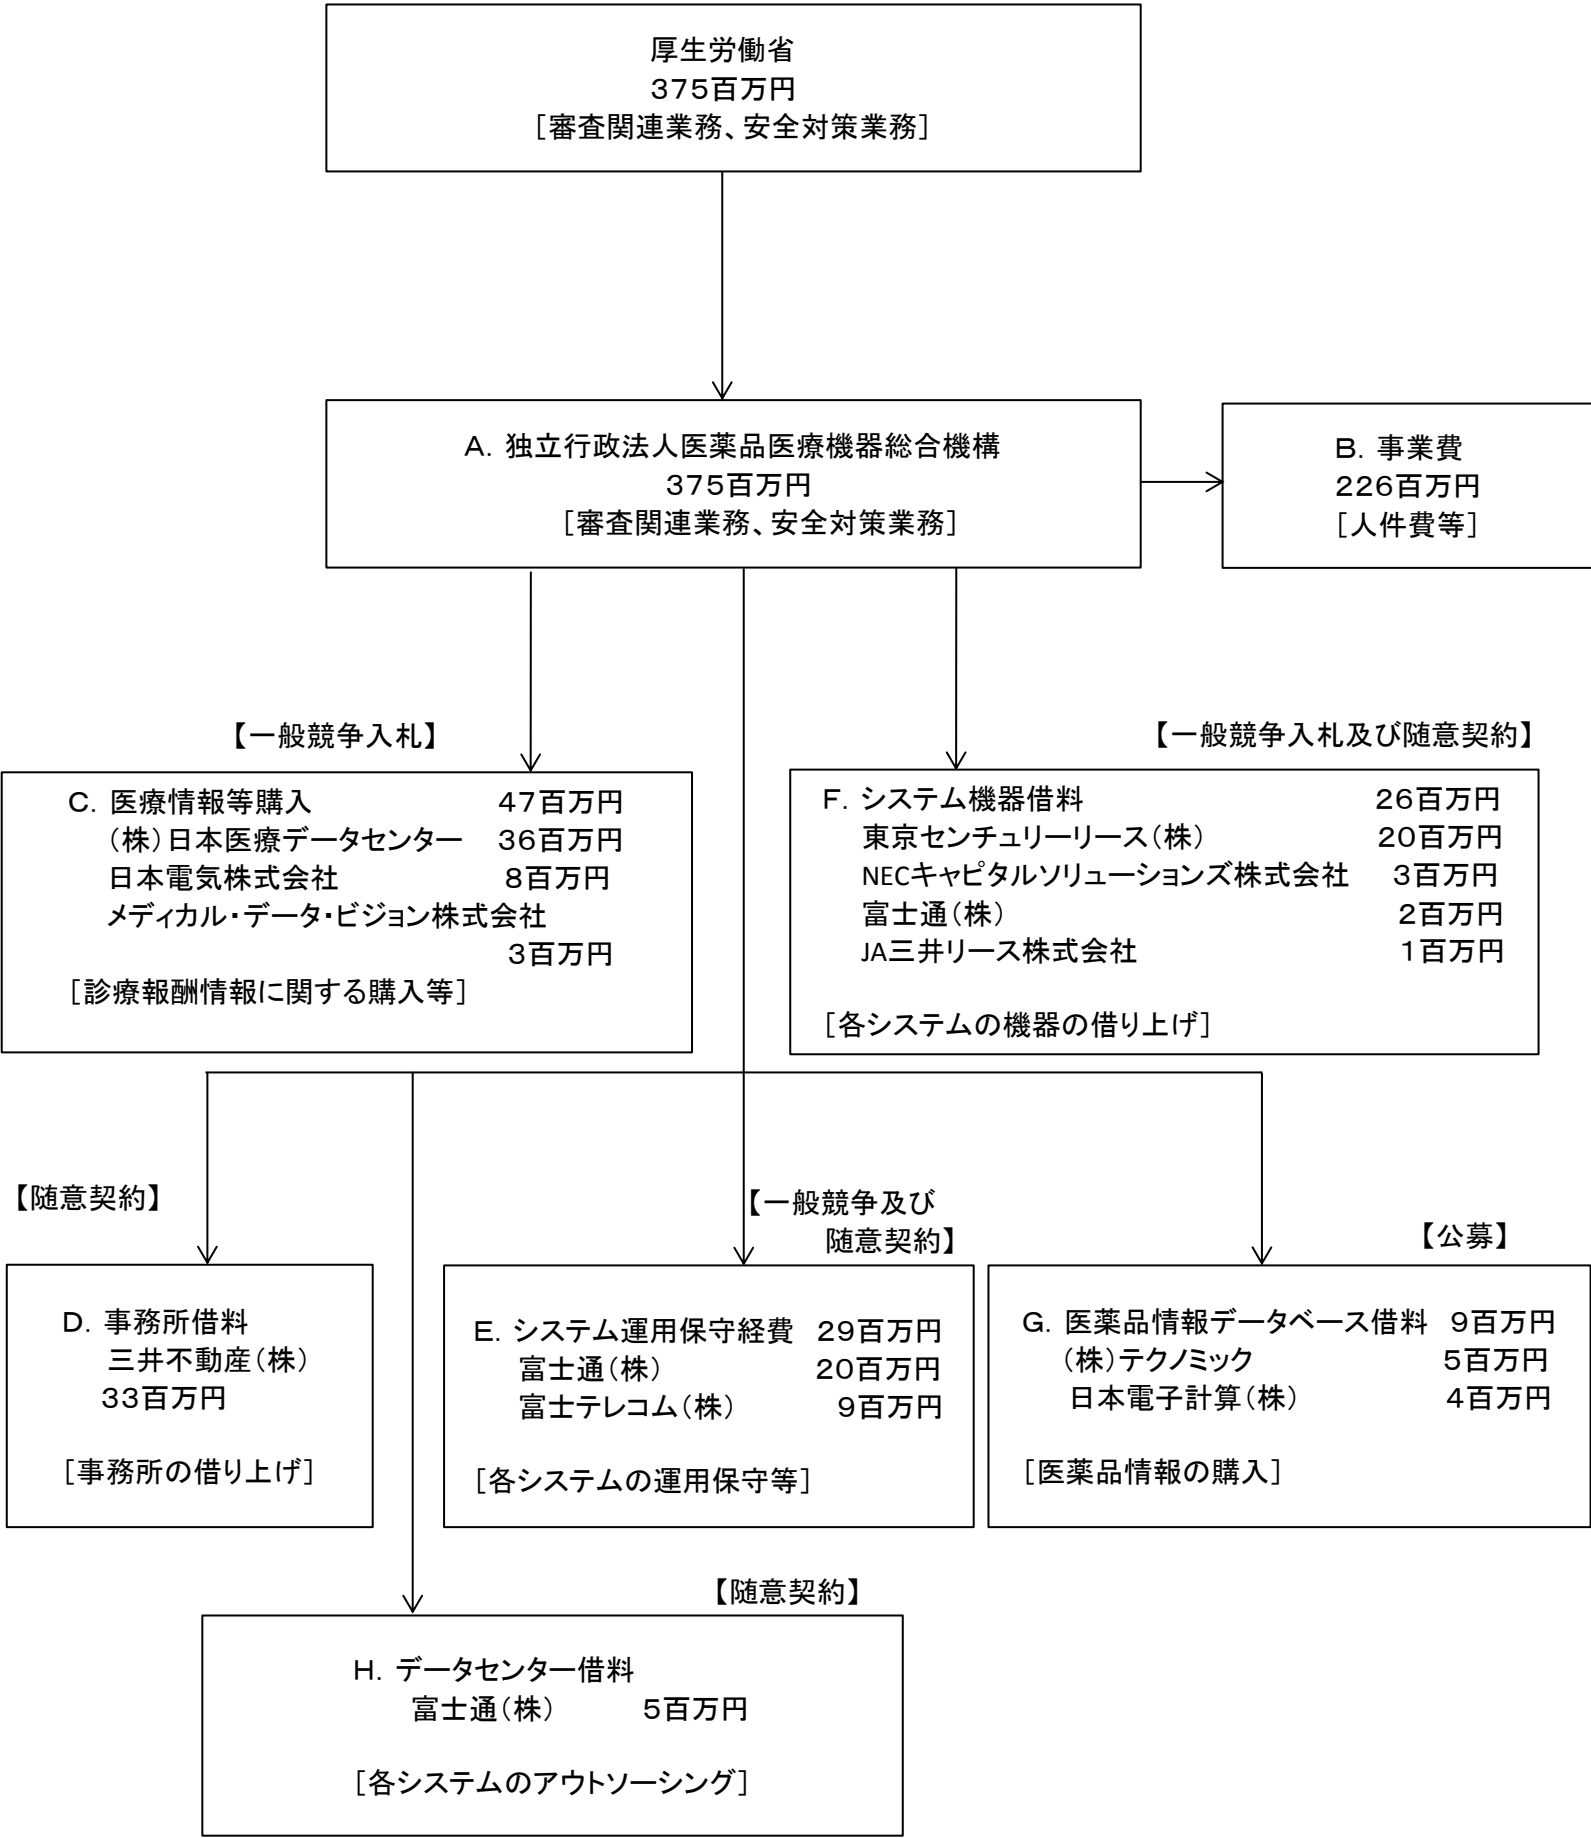 厚生労働省
375百万円
[審査関連業務、安全対策業務]
A. 独立行政法人医薬品医療機器総合機構
375百万円
[審査関連業務、安全対策業務]
B. 事業費
226百万円
[人件費等]
【一般競争入札】
C. 医療情報等購入 47百万円
(株)日本医療データセンター 36百万円
日本電気株式会社 8百万円
メディカル・データ・ビジョン株式会社
3百万円
[診療報酬情報に関する購入等]
【一般競争入札及び随意契約】
F. システム機器借料 26百万円
東京センチュリーリース(株) 20百万円
NECキャピタルソリューションズ株式会社 3百万円
富士通(株) 2百万円
JA三井リース株式会社 1百万円
[各システムの機器の借り上げ]
【随意契約】
D. 事務所借料
三井不動産(株)
33百万円
[事務所の借り上げ]
【一般競争及び
随意契約】
E. システム運用保守経費 29百万円
富士通(株) 20百万円
富士テレコム(株) 9百万円
[各システムの運用保守等]
【公募】
G. 医薬品情報データベース借料 9百万円
(株)テクノミック 5百万円
日本電子計算(株) 4百万円
[医薬品情報の購入]
【随意契約】
H. データセンター借料
富士通(株) 5百万円
[各システムのアウトソーシング]